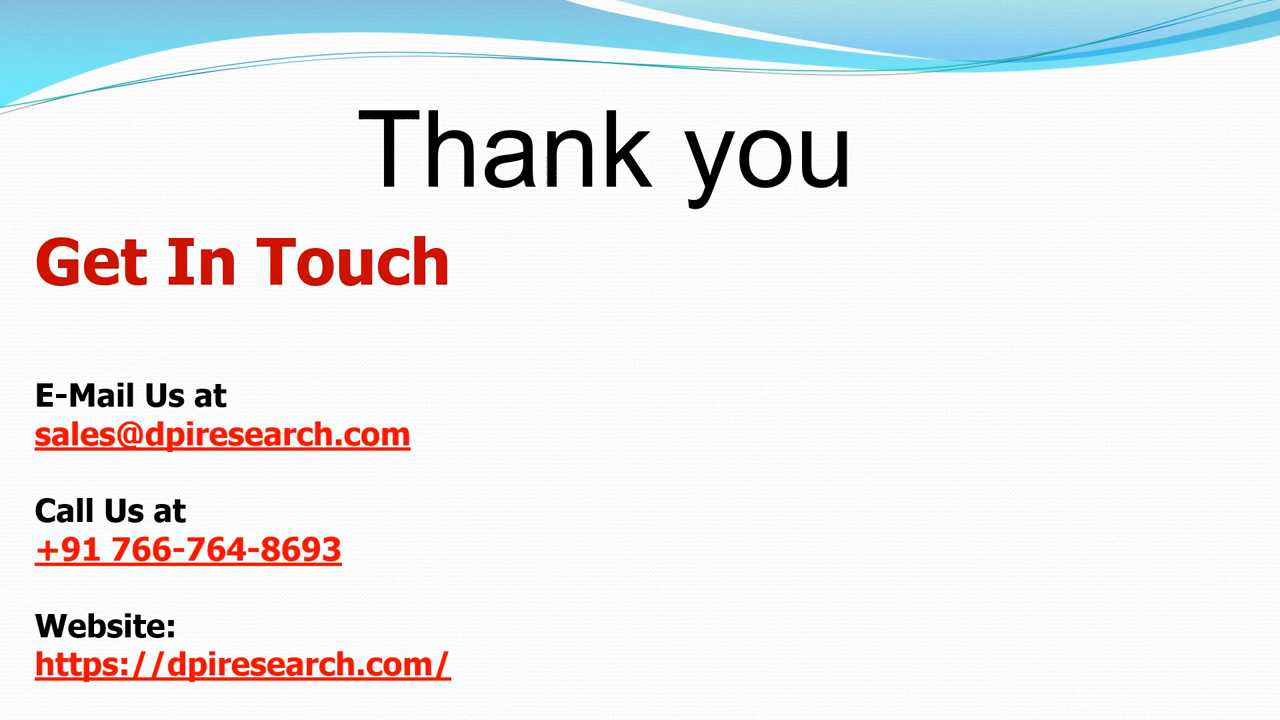 Thank you
Get In Touch
E-Mail Us at
sales@dpiresearch.com
Call Us at
+91 766-764-8693
Website:
https://dpiresearch.com/